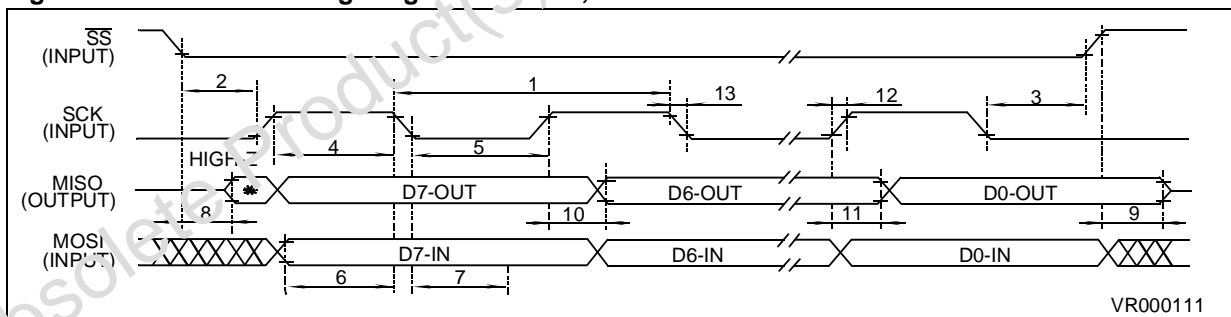 SS
(INPUT)
2
1
13
12
3
SCK
(INPUT)
4
5
HIGH-Z
MISO
(OUTPUT)
*
D7-OUT
D6-OUT
D0-OUT
8
10
11
9
MOSI
(INPUT)
D7-IN
D6-IN
D0-IN
6
7
VR000111